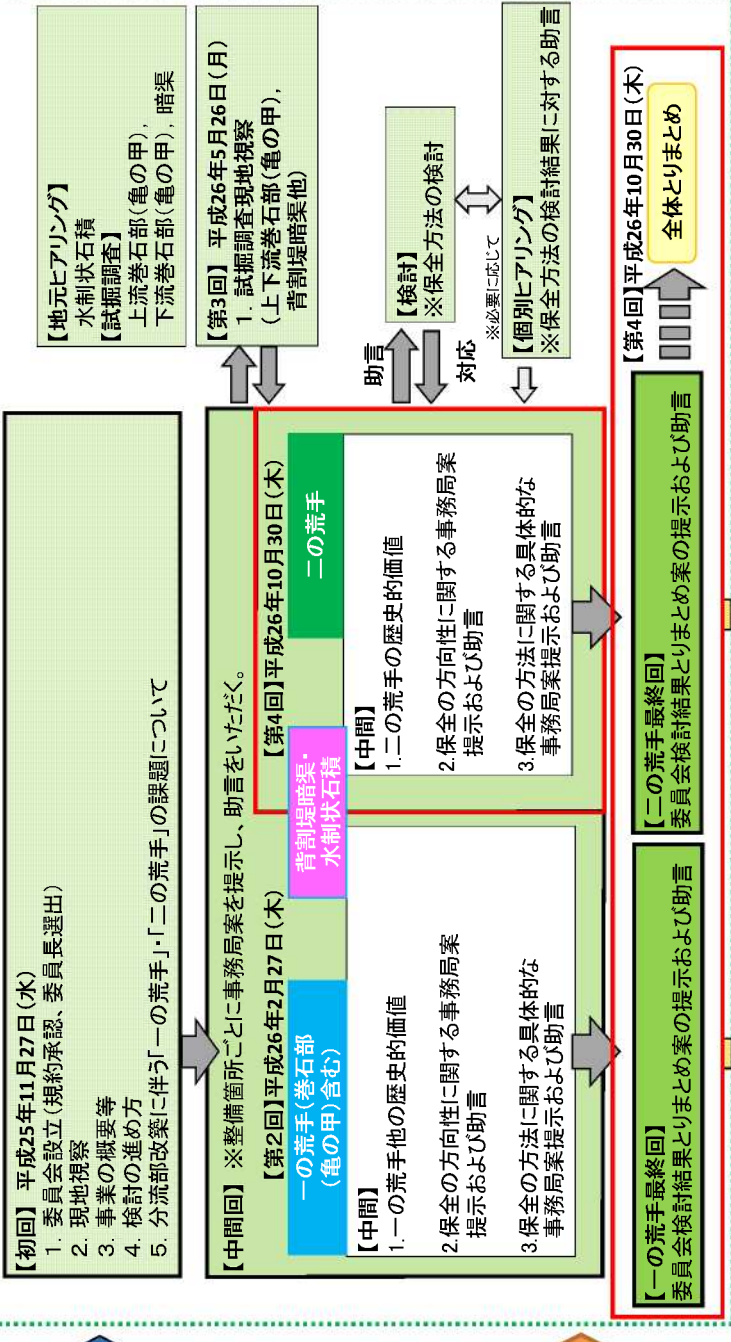 【初回】 平成25年11月27日(水)
1. 委員会設立(規約承認、委員長選出)
2. 現地視察
3. 事業の概要等
4. 検討の進め方
5. 分流部改築に伴う「一の荒手」・「二の荒手」の課題について
【中間回】 ※整備箇所ごとに事務局案を提示し、助言をいただく。
【第2回】平成26年2月27日(木)
一の荒手(巻石部
(亀の甲)含む)
背割堤暗渠・
水制状石積
【第4回】平成26年10月30日(木)
二の荒手
【中間】
1.一の荒手他の歴史的価値
2.保全の方向性に関する事務局案
提示および助言
3.保全の方法に関する具体的な
事務局案提示および助言
【中間】
1.二の荒手の歴史的価値
2.保全の方向性に関する事務局案
提示および助言
3.保全の方法に関する具体的な
事務局案提示および助言
【地元ヒアリング】
水制状石積
【試掘調査】
上流巻石部(亀の甲),
下流巻石部(亀の甲), 暗渠
【第3回】 平成26年5月26日(月)
1. 試掘調査現地視察
(上下流巻石部(亀の甲),
背割堤暗渠他)
助言
対応
【検討】
※保全方法の検討
※必要に応じて
【個別ヒアリング】
※保全方法の検討結果に対する助言
【一の荒手最終回】
委員会検討結果とりまとめ案の提示および助言
【二の荒手最終回】
委員会検討結果とりまとめ案の提示および助言
【第4回】平成26年10月30日(木)
全体とりまとめ